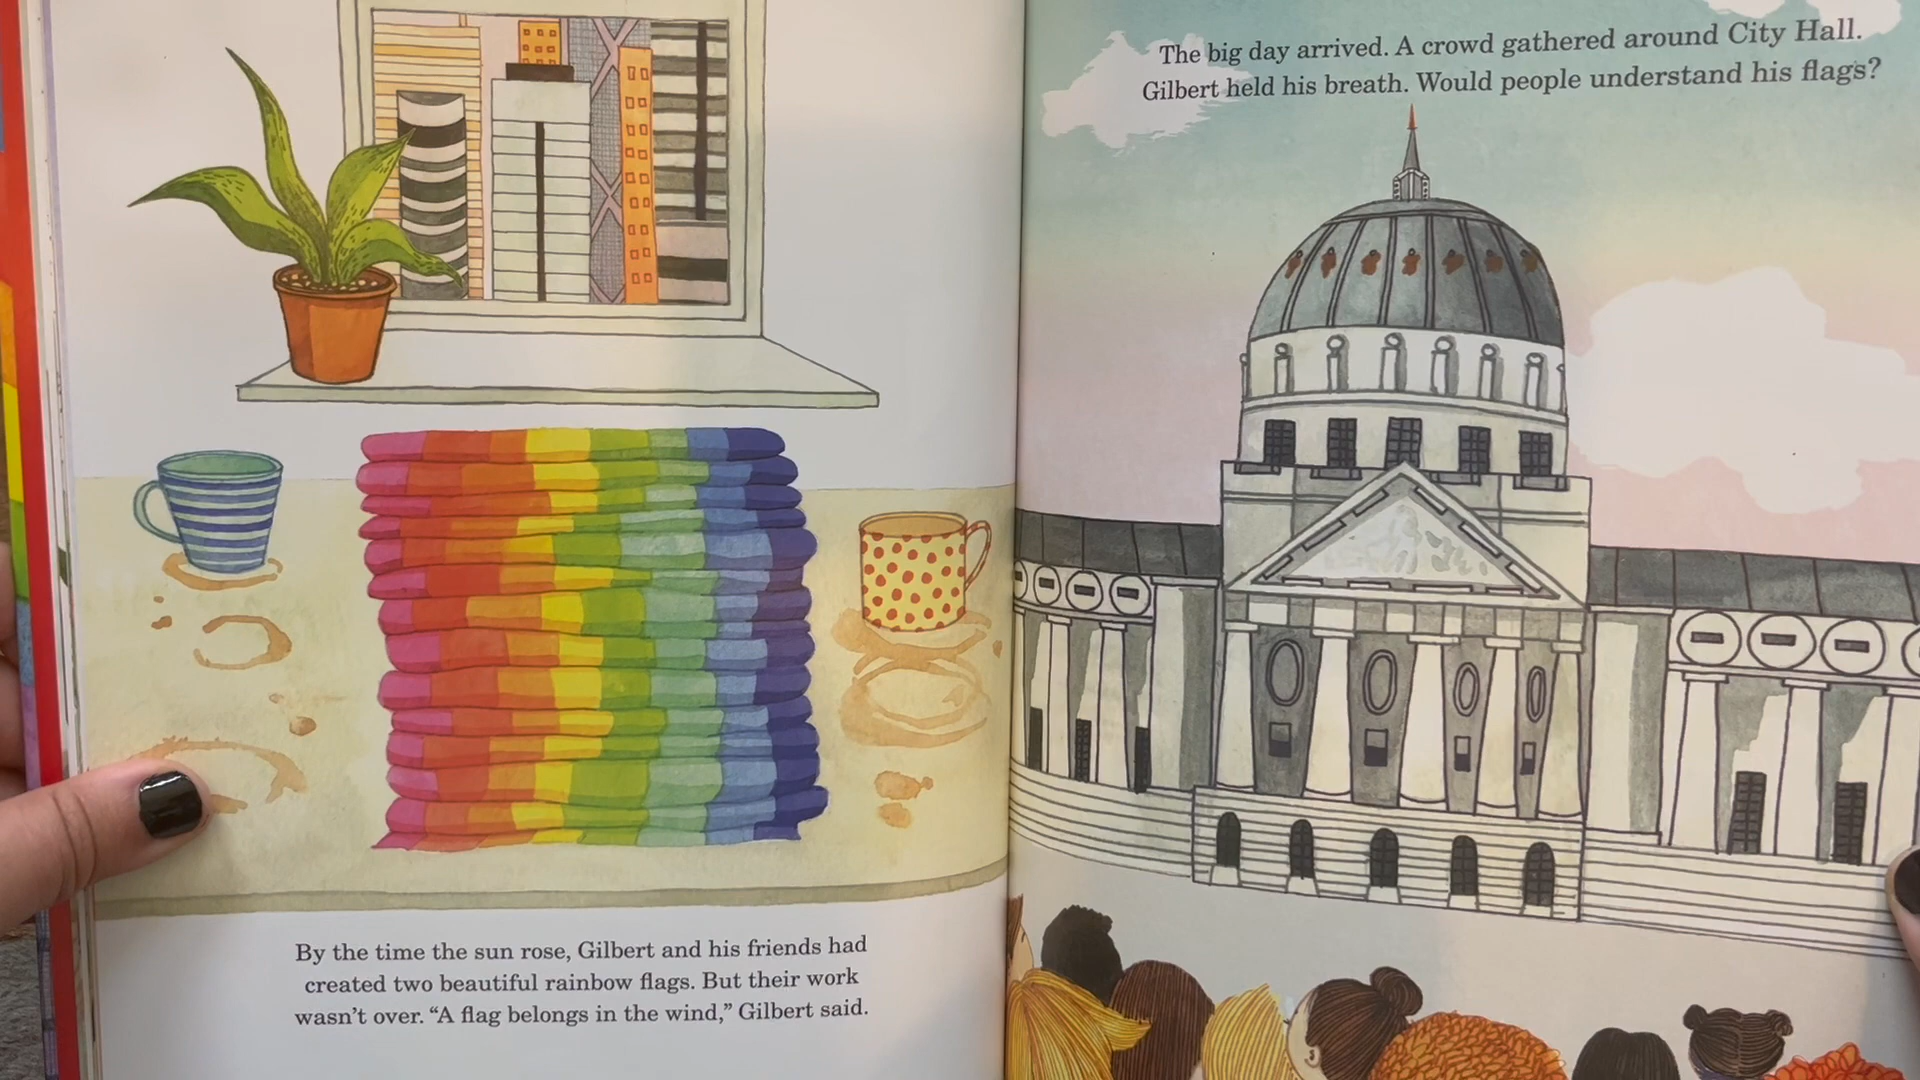 By the time the sun rose, Gilbert and his friends had
created two beautiful rainbow flags. But their work
wasn't over. “A flag belongs in the wind,” Gilbert said.
The big day arrived. A crowd gathered around City Hall.
Gilbert held his breath. Would people understand his flags?